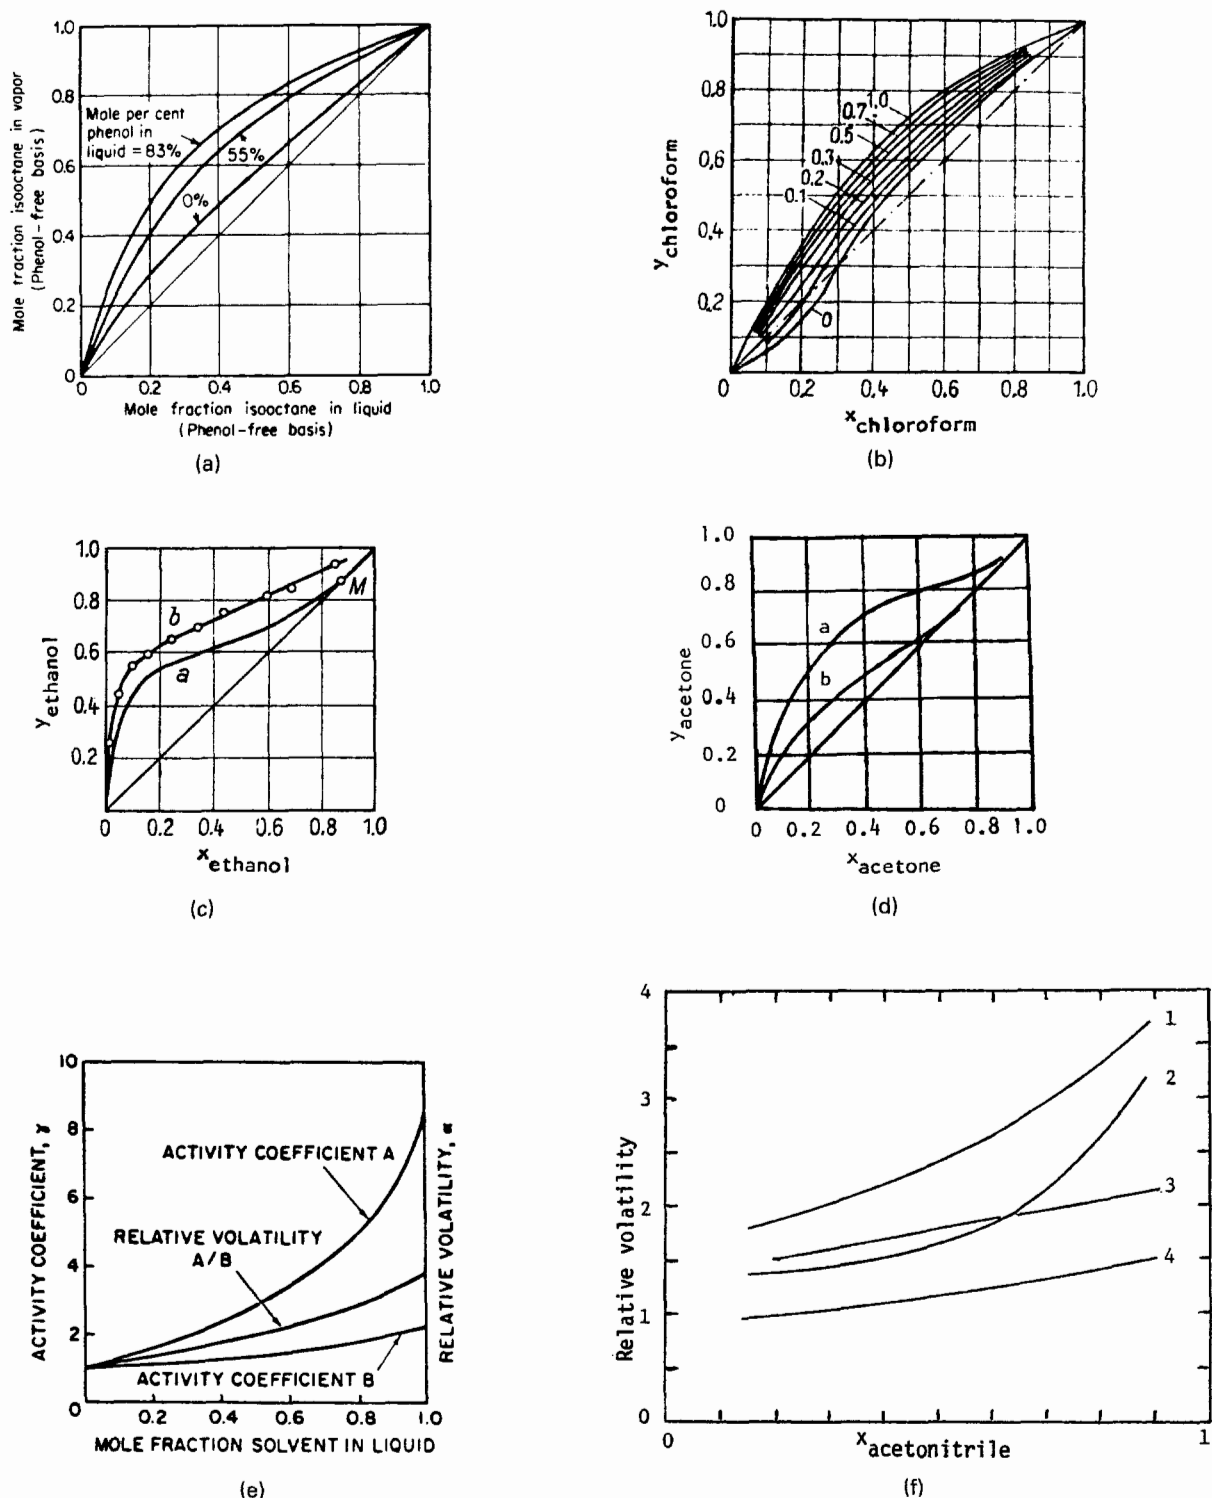 Mole fraction isooctane in vapor
(Phenol-free basis)
1.0
0.8
0.6
0.4
0.2
0
Mole per cent
phenol in
liquid = 83%
55%
0%
0 0.2 0.4 0.6 0.8 1.0
Mole fraction isooctane in liquid
(Phenol-free basis)
(a)
y chloroform
1.0
0.8
0.6
0.4
0.2
1.0
0.7
0.5
0.3
0.2
0.1
0
0 0.2 0.4 0.6 0.8 1.0
x chloroform
(b)
y ethanol
1.0
0.8
0.6
0.4
0.2
b
a
M
0 0.2 0.4 0.6 0.8 1.0
x ethanol
(c)
y acetone
1.0
0.8
0.6
0.4
0.2
0
a
b
0 0.2 0.4 0.6 0.8 1.0
x acetone
(d)
ACTIVITY COEFFICIENT, γ
10
8
6
4
2
0
ACTIVITY COEFFICIENT A
RELATIVE VOLATILITY
A/B
ACTIVITY COEFFICIENT B
RELATIVE VOLATILITY, α
0 0.2 0.4 0.6 0.8 1.0
MOLE FRACTION SOLVENT IN LIQUID
(e)
Relative volatility
4
3
2
1
0
1
2
3
4
0 1
x acetonitrile
(f)